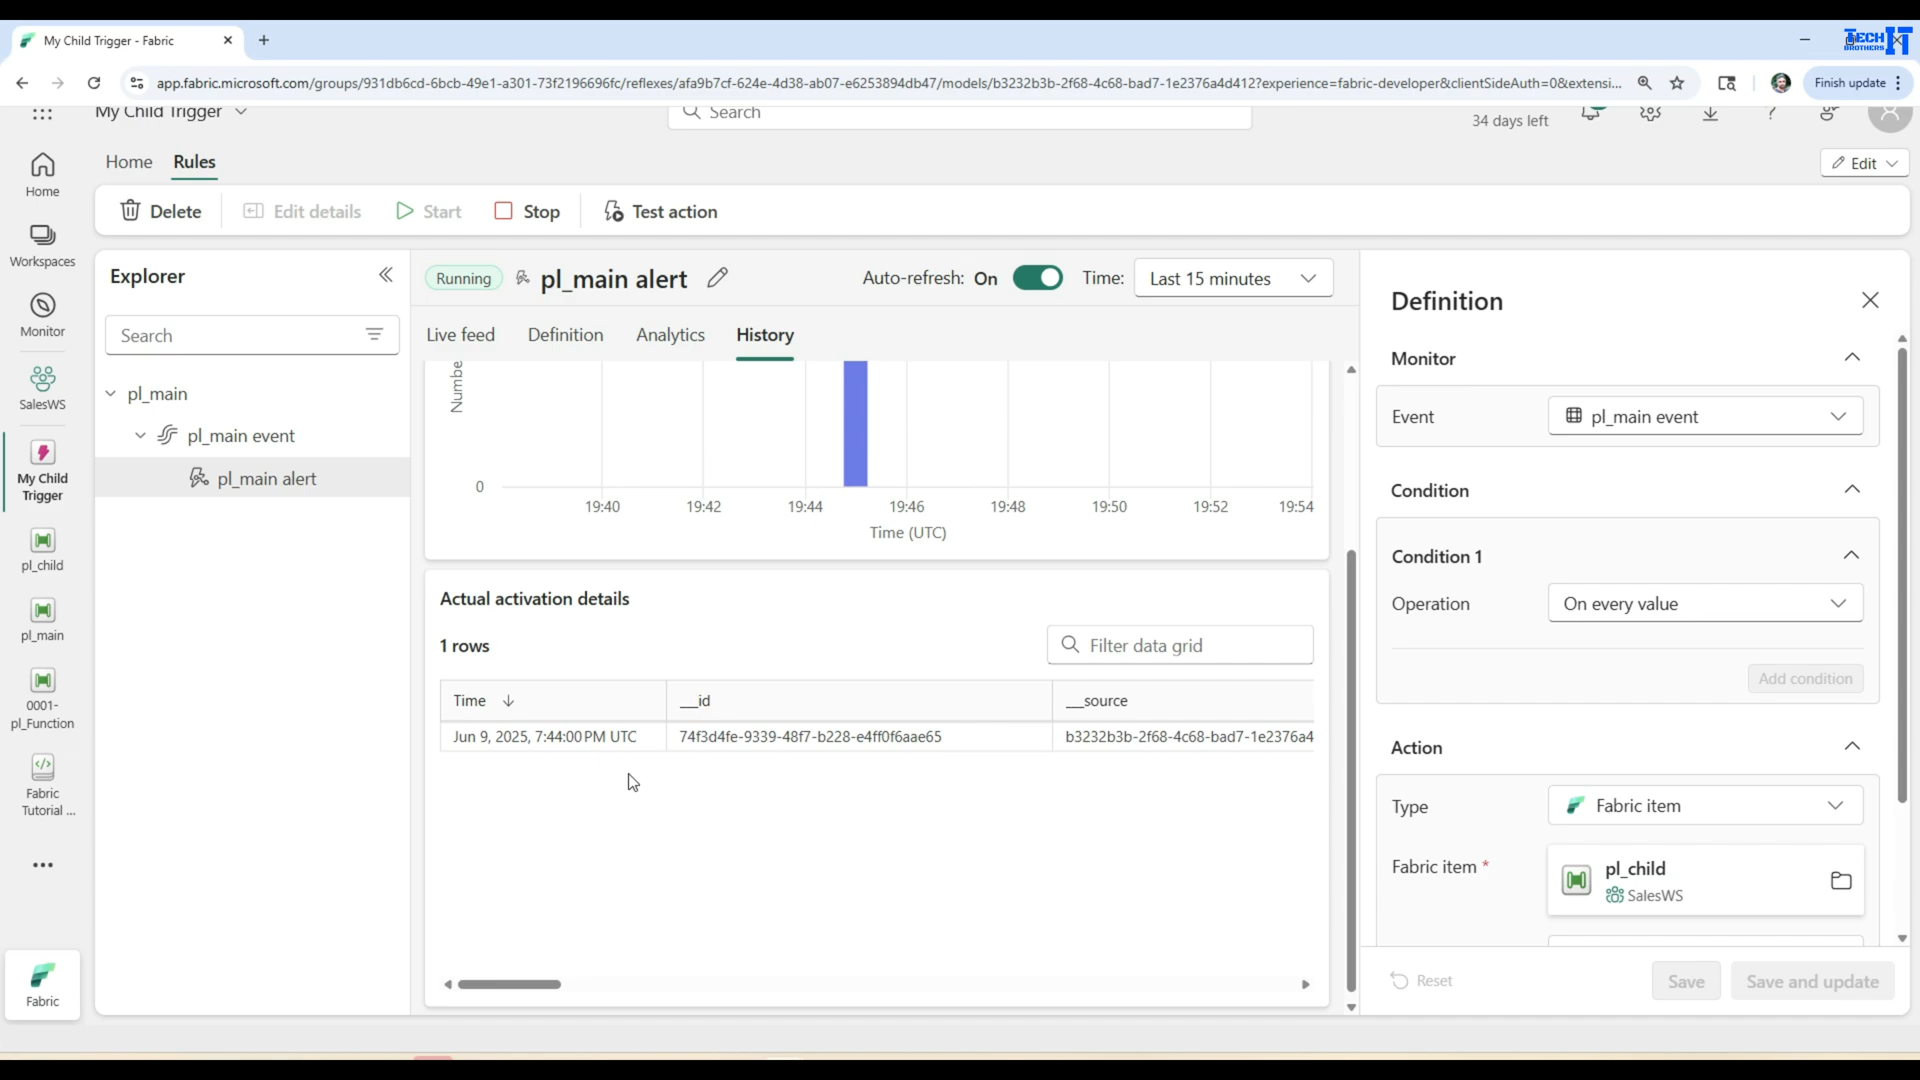 My Child Trigger - Fabric
TECH IT
BROTHERS
app.fabric.microsoft.com/groups/931db6cd-6bcb-49e1-a301-73f2196696fc/reflexes/afa9b7cf-624e-4d38-ab07-e6253894db47/models/b3232b3b-2f68-4c68-bad7-1e2376a4d412?experience=fabric-developer&clientSideAuth=0&extensi...
Finish update
My Child Trigger
Search
34 days left
Home
Rules
Edit
Home
Delete
Edit details
Start
Stop
Test action
Workspaces
Monitor
SalesWS
My Child
Trigger
pl_child
pl_main
0001-
pl_Function
Fabric
Tutorial ...
Fabric
Explorer
Search
pl_main
pl_main event
pl_main alert
Running
pl_main alert
Auto-refresh: On
Time:
Last 15 minutes
Live feed
Definition
Analytics
History
Numbe
0
19:40
19:42
19:44
19:46
19:48
19:50
19:52
19:54
Time (UTC)
Actual activation details
1 rows
Filter data grid
Time
__id
__source
Jun 9, 2025, 7:44:00 PM UTC
74f3d4fe-9339-48f7-b228-e4ff0f6aae65
b3232b3b-2f68-4c68-bad7-1e2376a4
Definition
Monitor
Event
pl_main event
Condition
Condition 1
Operation
On every value
Add condition
Action
Type
Fabric item
Fabric item *
pl_child
SalesWS
Reset
Save
Save and update